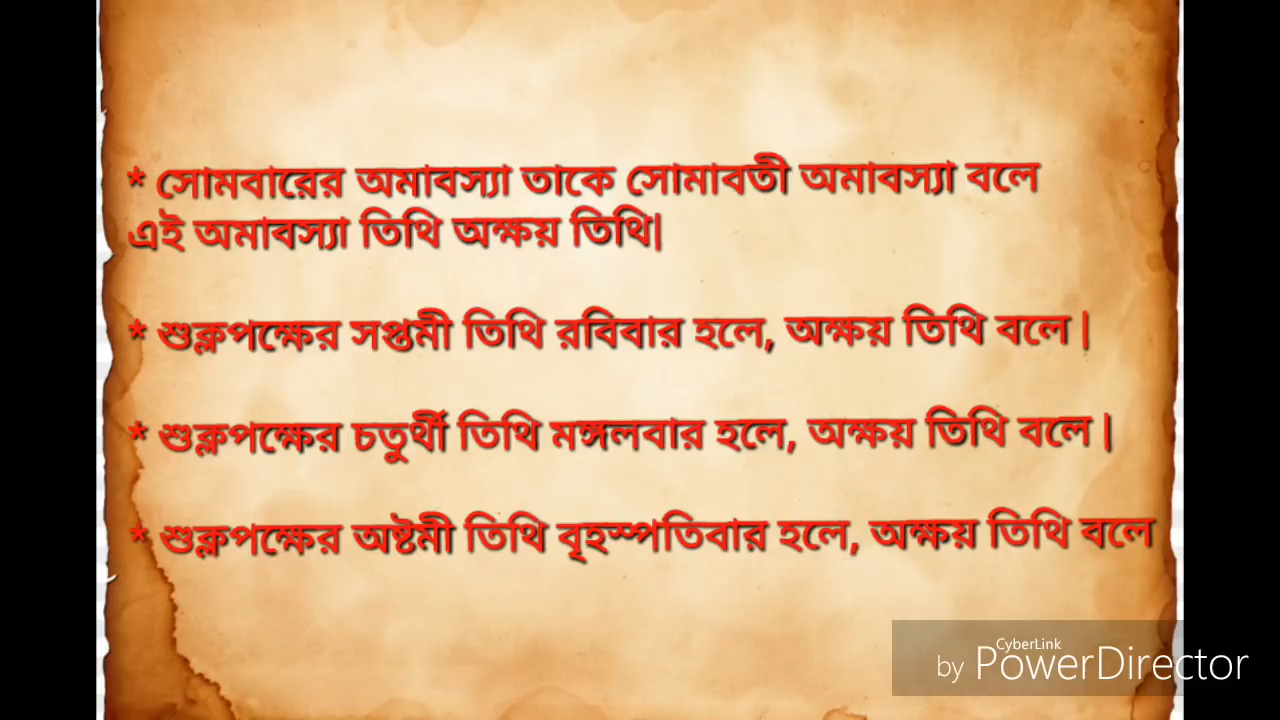 * সোমবারের অমাবস্যা তাকে সোমাবতী অমাবস্যা বলে
এই অমাবস্যা তিথি অক্ষয় তিথি|
* শুক্লপক্ষের সপ্তমী তিথি রবিবার হলে, অক্ষয় তিথি বলে |
* শুক্লপক্ষের চতুর্থী তিথি মঙ্গলবার হলে, অক্ষয় তিথি বলে |
* শুক্লপক্ষের অষ্টমী তিথি বৃহস্পতিবার হলে, অক্ষয় তিথি বলে
CyberLink
by PowerDirector